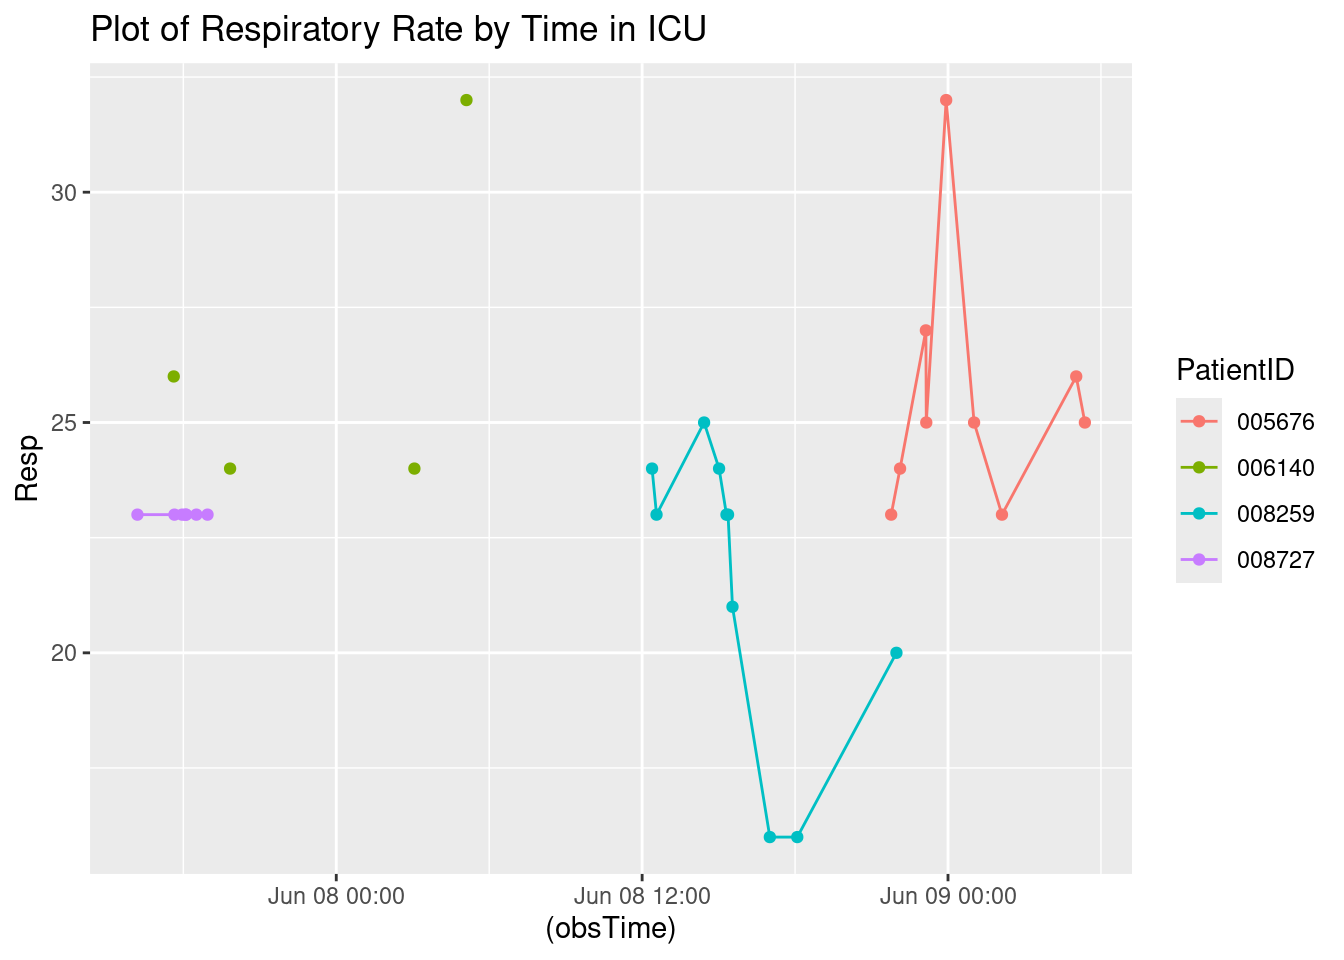 Plot of Respiratory Rate by Time in ICU
Resp
30
25
20
Jun 08 00:00
Jun 08 12:00
Jun 09 00:00
(obsTime)
PatientID
005676
006140
008259
008727